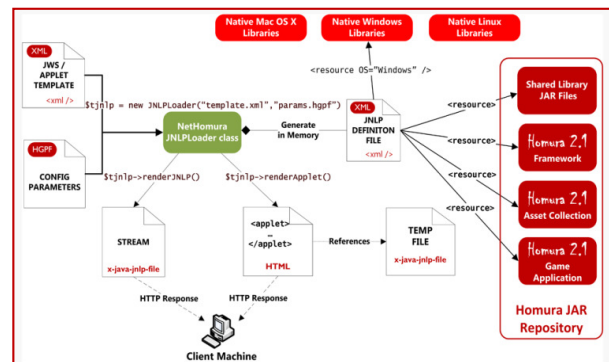 Native Mac OS X
Libraries
Native Windows
Libraries
Native Linux
Libraries
XML
JWS /
APPLET
TEMPLATE
<xml />
<resource OS="Windows" />
$tjnlp = new JNLPLoader("template.xml","params.hgpf")
HGPF
CONFIG
PARAMETERS
NetHomura
JNLPLoader class
Generate
in Memory
XML
JNLP
DEFINITON
FILE
<xml />
<resource>
Shared Library
JAR Files
<resource>
Homura 2.1
Framework
<resource>
Homura 2.1
Asset Collection
<resource>
Homura 2.1
Game
Application
Homura JAR
Repository
$tjnlp->renderJNLP()
$tjnlp->renderApplet()
STREAM
x-java-jnlp-file
<applet>
…
</applet>
HTML
References
TEMP
FILE
x-java-jnlp-file
HTTP Response
HTTP Response
Client Machine